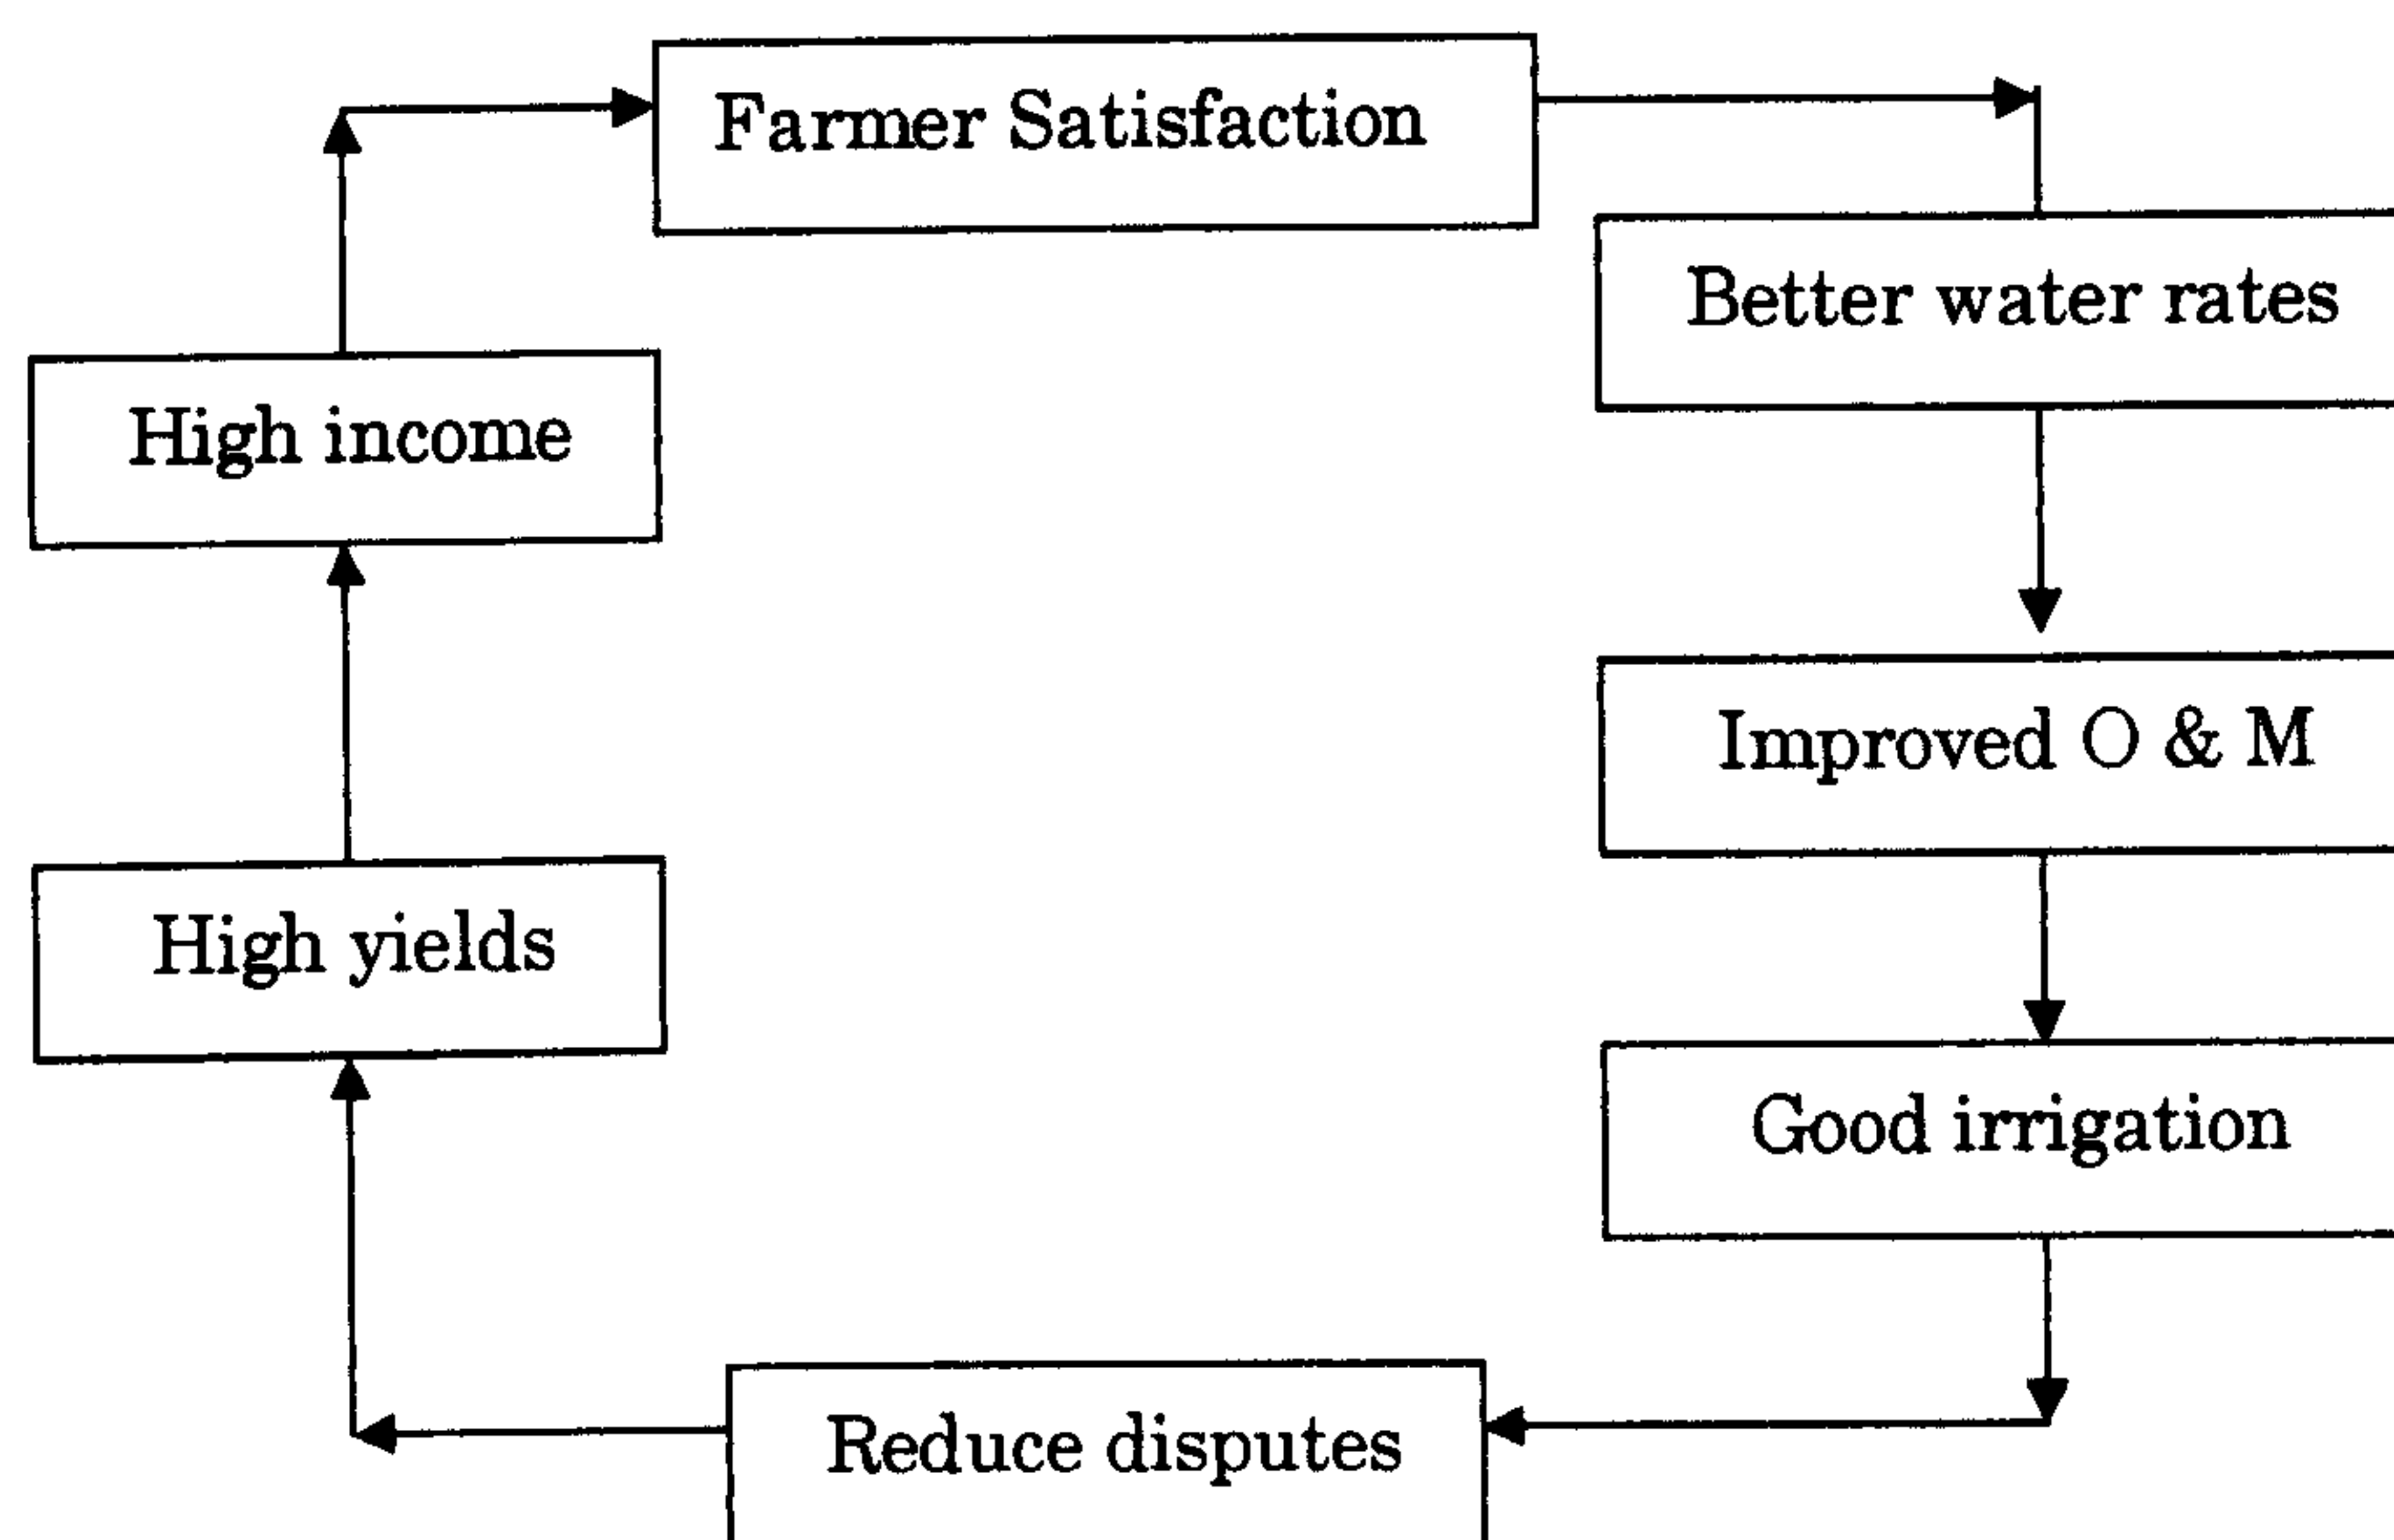 Farmer Satisfaction
Better water rates
High income
Improved O & M
High yields
Good irrigation
Reduce disputes